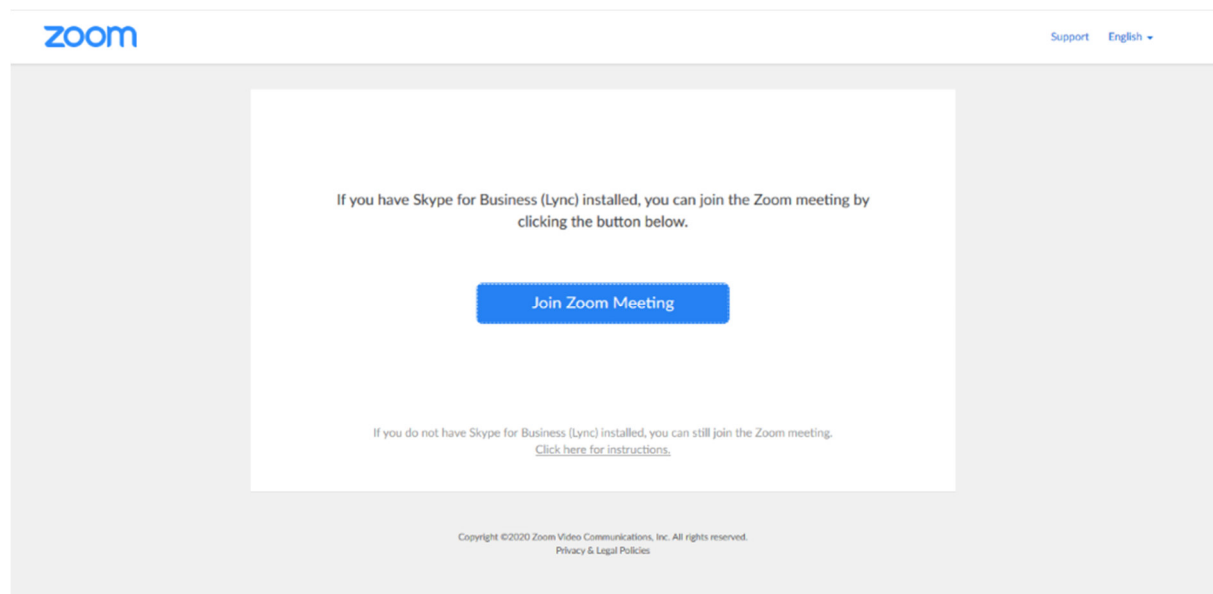 zoom
Support English
If you have Skype for Business (Lync) installed, you can join the Zoom meeting by
clicking the button below.
Join Zoom Meeting
If you do not have Skype for Business (Lync) installed, you can still join the Zoom meeting.
Click here for instructions.
Copyright ©2020 Zoom Video Communications, Inc. All rights reserved.
Privacy & Legal Policies